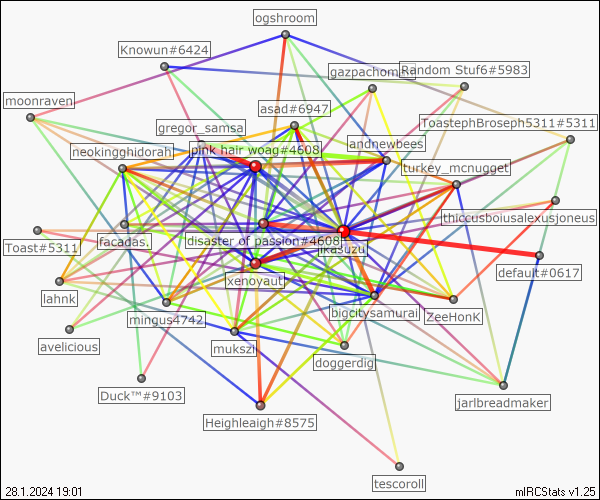 ogshroom
Knowun#6424
gazpachom
Random Stuf6#5983
moonraven
asad#6947
ToastephBroseph5311#5311
gregor_samsa
andnewbees
pink hair woag#4608
neokingghidorah
turkey_mcnugget
thiccusboiusalexusjoneus
Toast#5311
facadas.
disaster of passion#4608
ikasuzu
default#0617
xenoyaut
lahnk
mingus4742
bigcitysamurai
ZeeHonk
avelicious
mukszi
doggerdig
Duck™#9103
jarlbreadmaker
Heighleaigh#8575
tescoroll
28.1.2024 19:01
mIRCStats v1.25